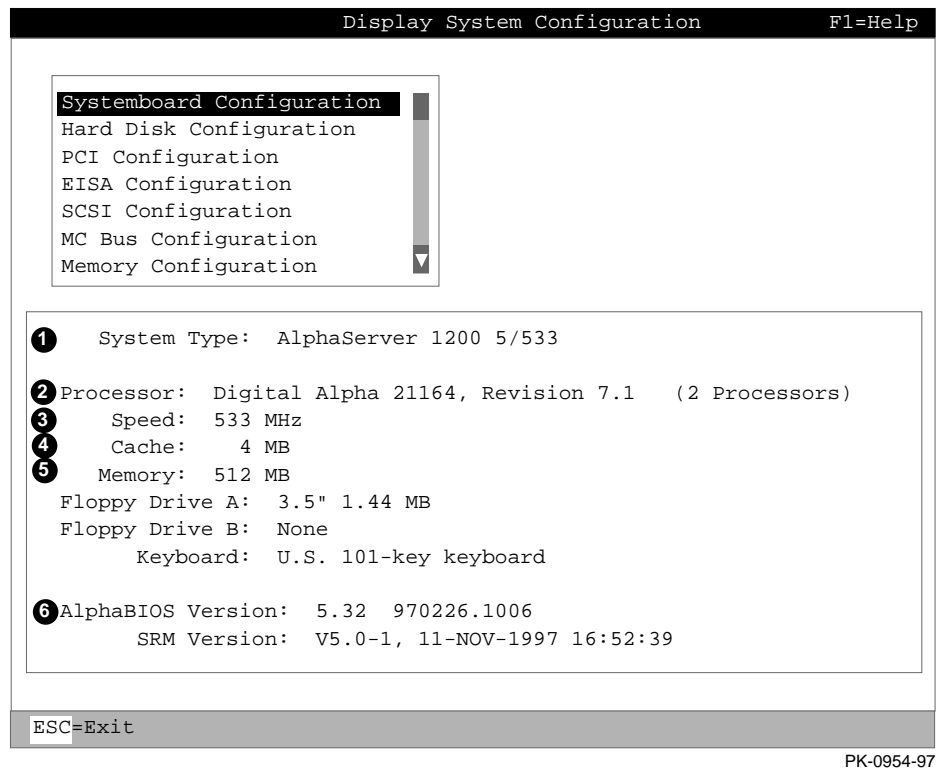 Display System Configuration F1=Help
Systemboard Configuration
Hard Disk Configuration
PCI Configuration
EISA Configuration
SCSI Configuration
MC Bus Configuration
Memory Configuration
1 System Type: AlphaServer 1200 5/533
2 Processor: Digital Alpha 21164, Revision 7.1 (2 Processors)
3 Speed: 533 MHz
4 Cache: 4 MB
5 Memory: 512 MB
Floppy Drive A: 3.5" 1.44 MB
Floppy Drive B: None
Keyboard: U.S. 101-key keyboard
6 AlphaBIOS Version: 5.32 970226.1006
SRM Version: V5.0-1, 11-NOV-1997 16:52:39
ESC=Exit
PK-0954-97